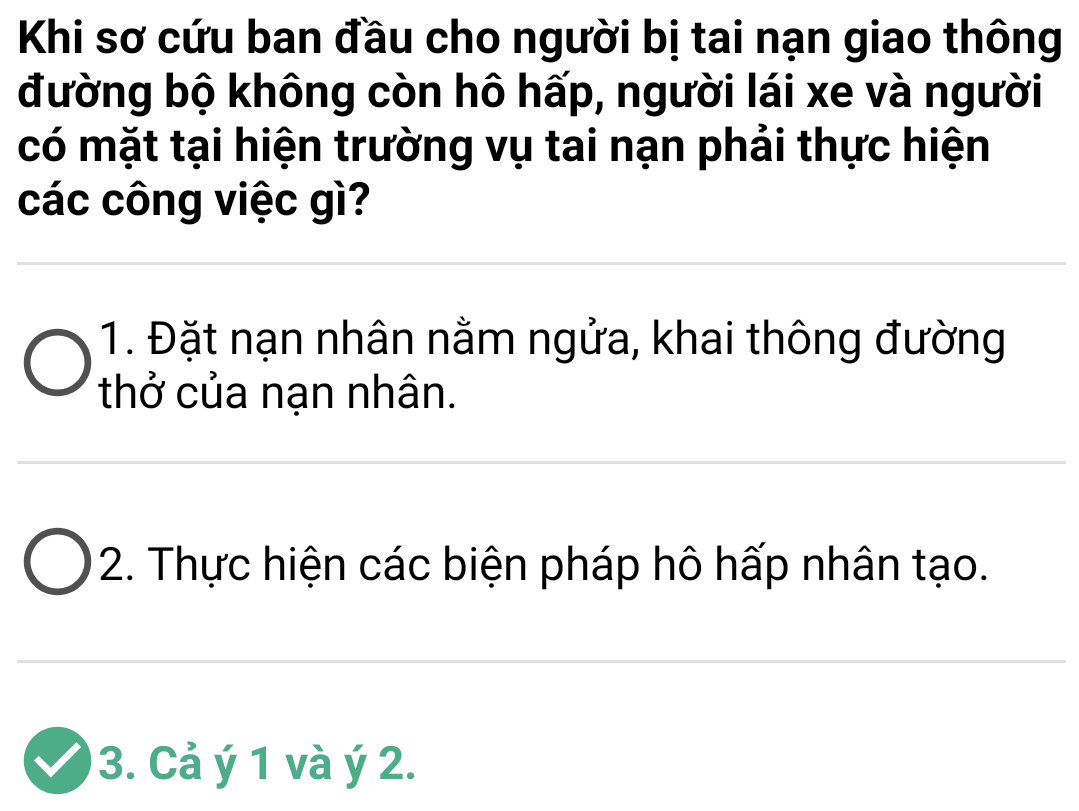 Khi sơ cứu ban đầu cho người bị tai nạn giao thông
đường bộ không còn hô hấp, người lái xe và người
có mặt tại hiện trường vụ tai nạn phải thực hiện
các công việc gì?
1. Đặt nạn nhân nằm ngửa, khai thông đường
thở của nạn nhân.
2. Thực hiện các biện pháp hô hấp nhân tạo.
3. Cả ý 1 và ý 2.